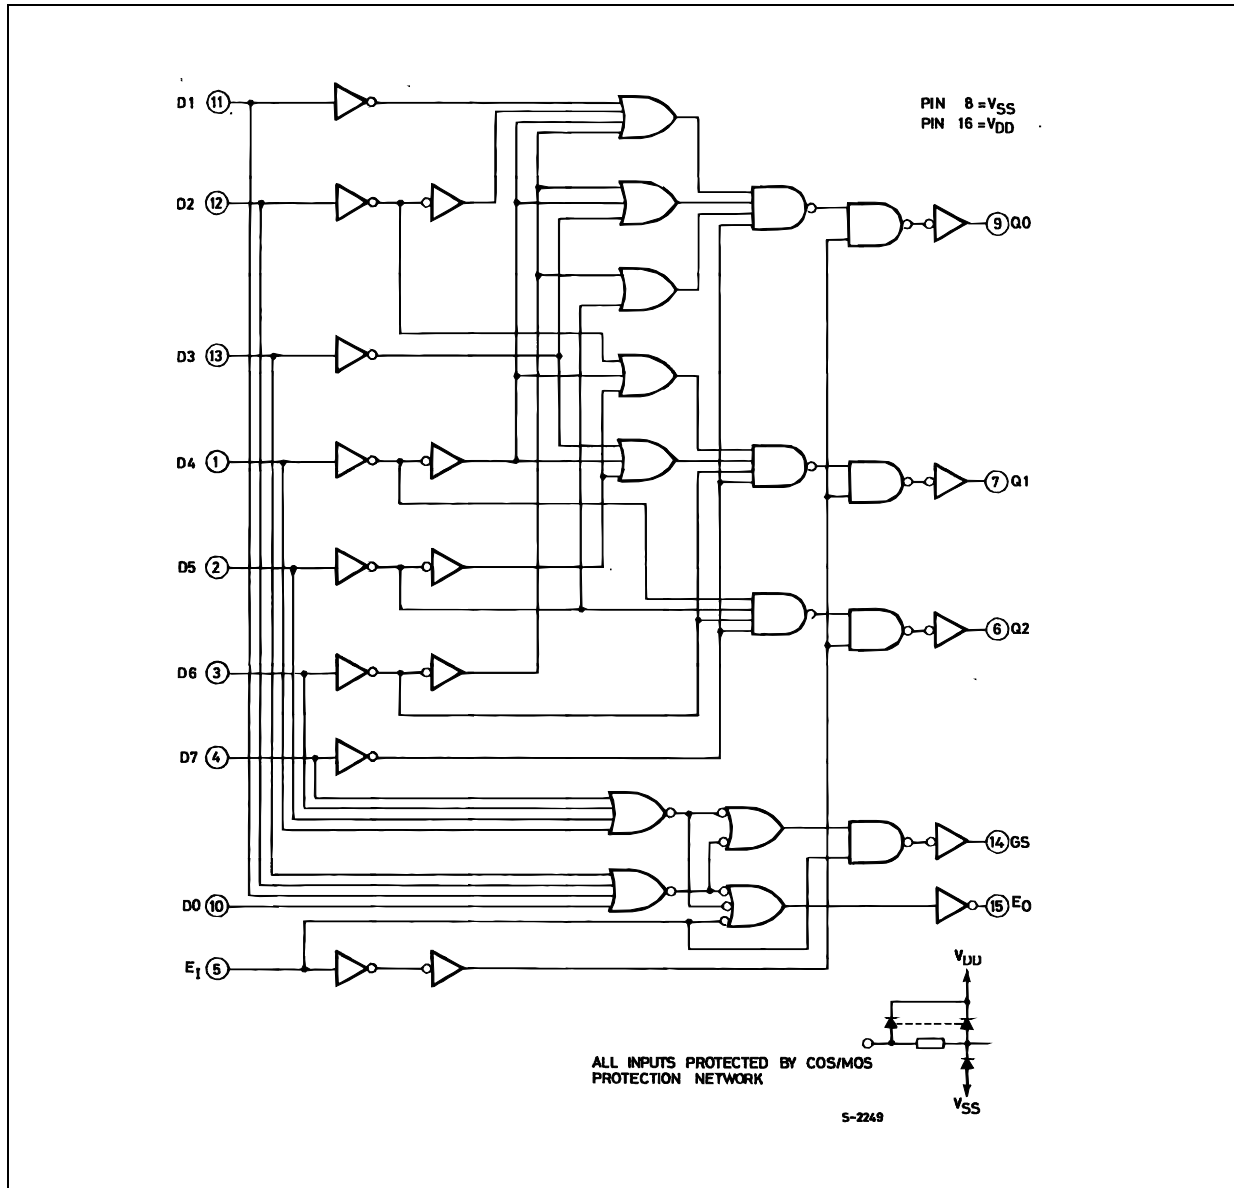 D1 11
PIN 8=VSS
PIN 16=VDD
D2 12
9 Q0
D3 13
D4 1
7 Q1
D5 2
6 Q2
D6 3
D7 4
14 GS
D0 10
15 EO
EI 5
VDD
ALL INPUTS PROTECTED BY COS/MOS
PROTECTION NETWORK
VSS
S-2249